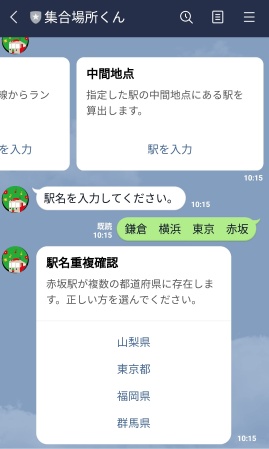 集合場所くん
線からラン
を入力
中間地点
指定した駅の中間地点にある駅を
算出します。
駅を入力
10:15
駅名を入力してください。
10:15
既読
10:15
鎌倉　横浜　東京　赤坂
駅名重複確認
赤坂駅が複数の都道府県に存在しま
す。正しい方を選んでください。
山梨県
東京都
福岡県
群馬県
10:15